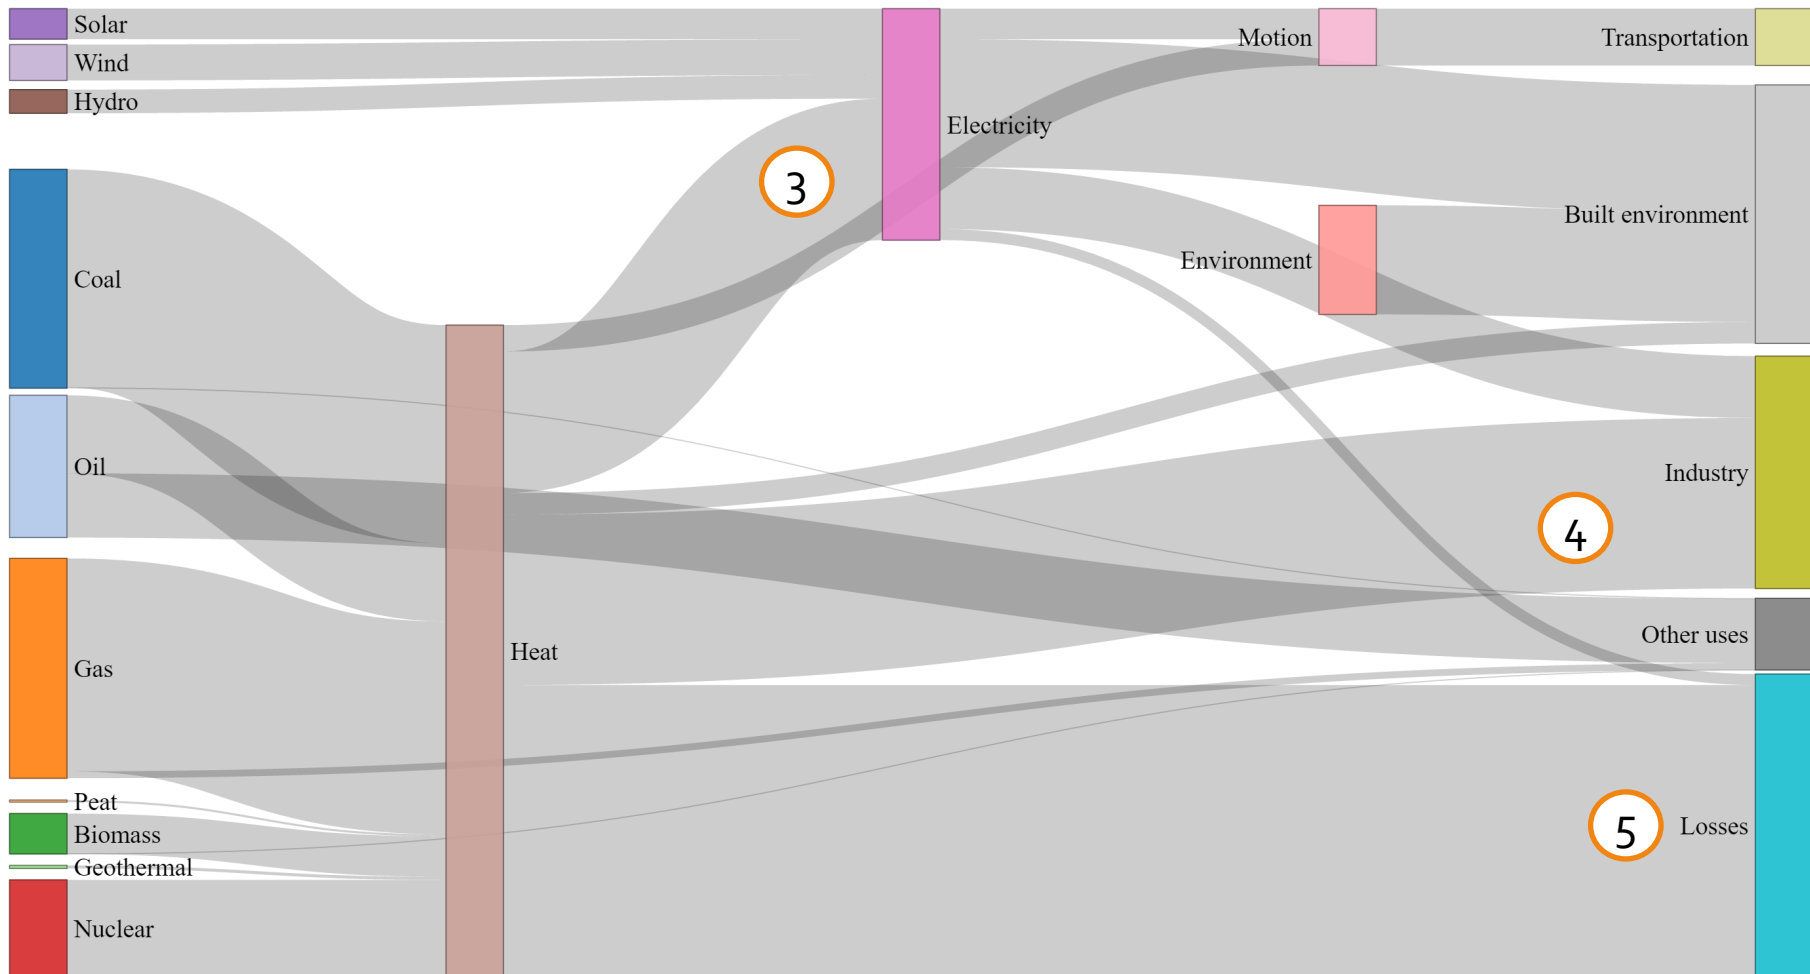 Solar
Wind
Hydro
Coal
Oil
Gas
Peat
Biomass
Geothermal
Nuclear
Heat
3
Electricity
Motion
Environment
Transportation
Built environment
Industry
4
Other uses
5
Losses